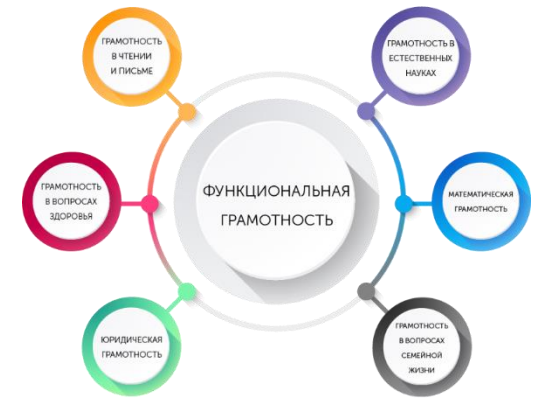 ГРАМОТНОСТЬ
В ЧТЕНИИ
И ПИСЬМЕ
ГРАМОТНОСТЬ В
ЕСТЕСТВЕННЫХ
НАУКАХ
ГРАМОТНОСТЬ
В ВОПРОСАХ
ЗДОРОВЬЯ
ФУНКЦИОНАЛЬНАЯ
ГРАМОТНОСТЬ
МАТЕМАТИЧЕСКАЯ
ГРАМОТНОСТЬ
ЮРИДИЧЕСКАЯ
ГРАМОТНОСТЬ
ГРАМОТНОСТЬ
В ВОПРОСАХ
СЕМЕЙНОЙ
ЖИЗНИ